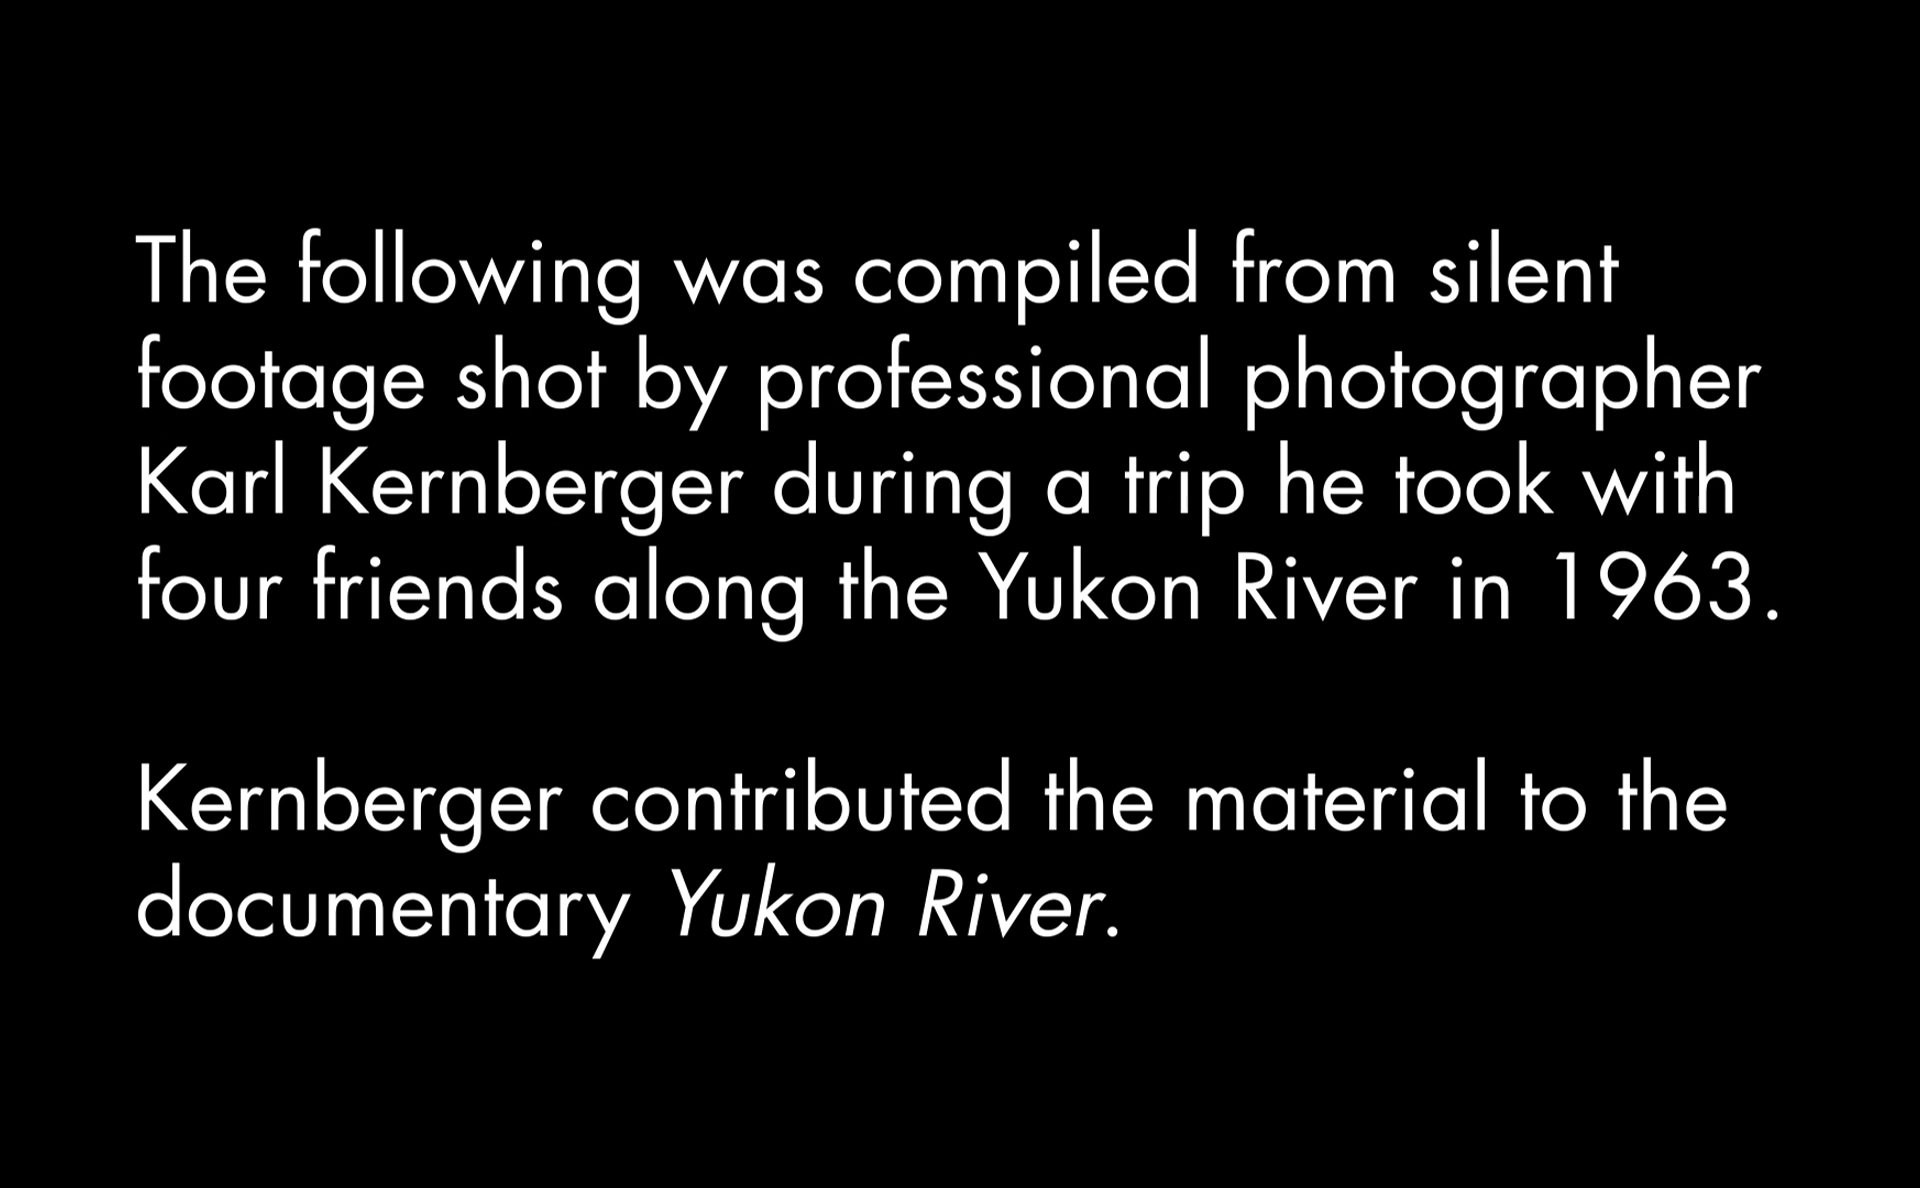 The following was compiled from silent
footage shot by professional photographer
Karl Kernberger during a trip he took with
four friends along the Yukon River in 1963.
Kernberger contributed the material to the
documentary Yukon River.